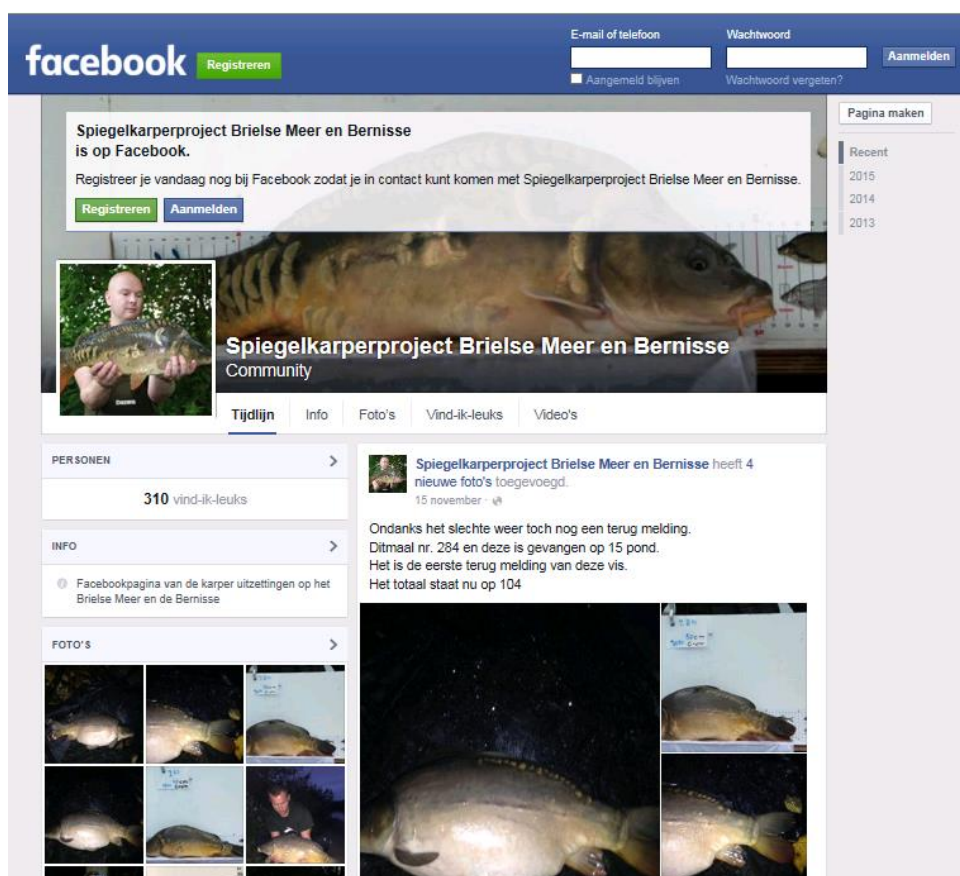 facebook
Registreren
E-mail of telefoon
Wachtwoord
Aanmelden
Aangemeld blijven
Wachtwoord vergeten?
Spiegelkarperproject Brielse Meer en Bernisse
is op Facebook.
Registreer je vandaag nog bij Facebook zodat je in contact kunt komen met Spiegelkarperproject Brielse Meer en Bernisse.
Registreren
Aanmelden
Pagina maken
Recent
2015
2014
2013
Spiegelkarperproject Brielse Meer en Bernisse
Community
Tijdlijn
Info
Foto's
Vind-ik-leuks
Video's
PERSONEN
310 vind-ik-leuks
INFO
Facebookpagina van de karper uitzettingen op het
Brielse Meer en de Bernisse
FOTO'S
Spiegelkarperproject Brielse Meer en Bernisse heeft 4
nieuwe foto's toegevoegd.
15 november ·
Ondanks het slechte weer toch nog een terug melding.
Ditmaal nr. 284 en deze is gevangen op 15 pond.
Het is de eerste terug melding van deze vis.
Het totaal staat nu op 104